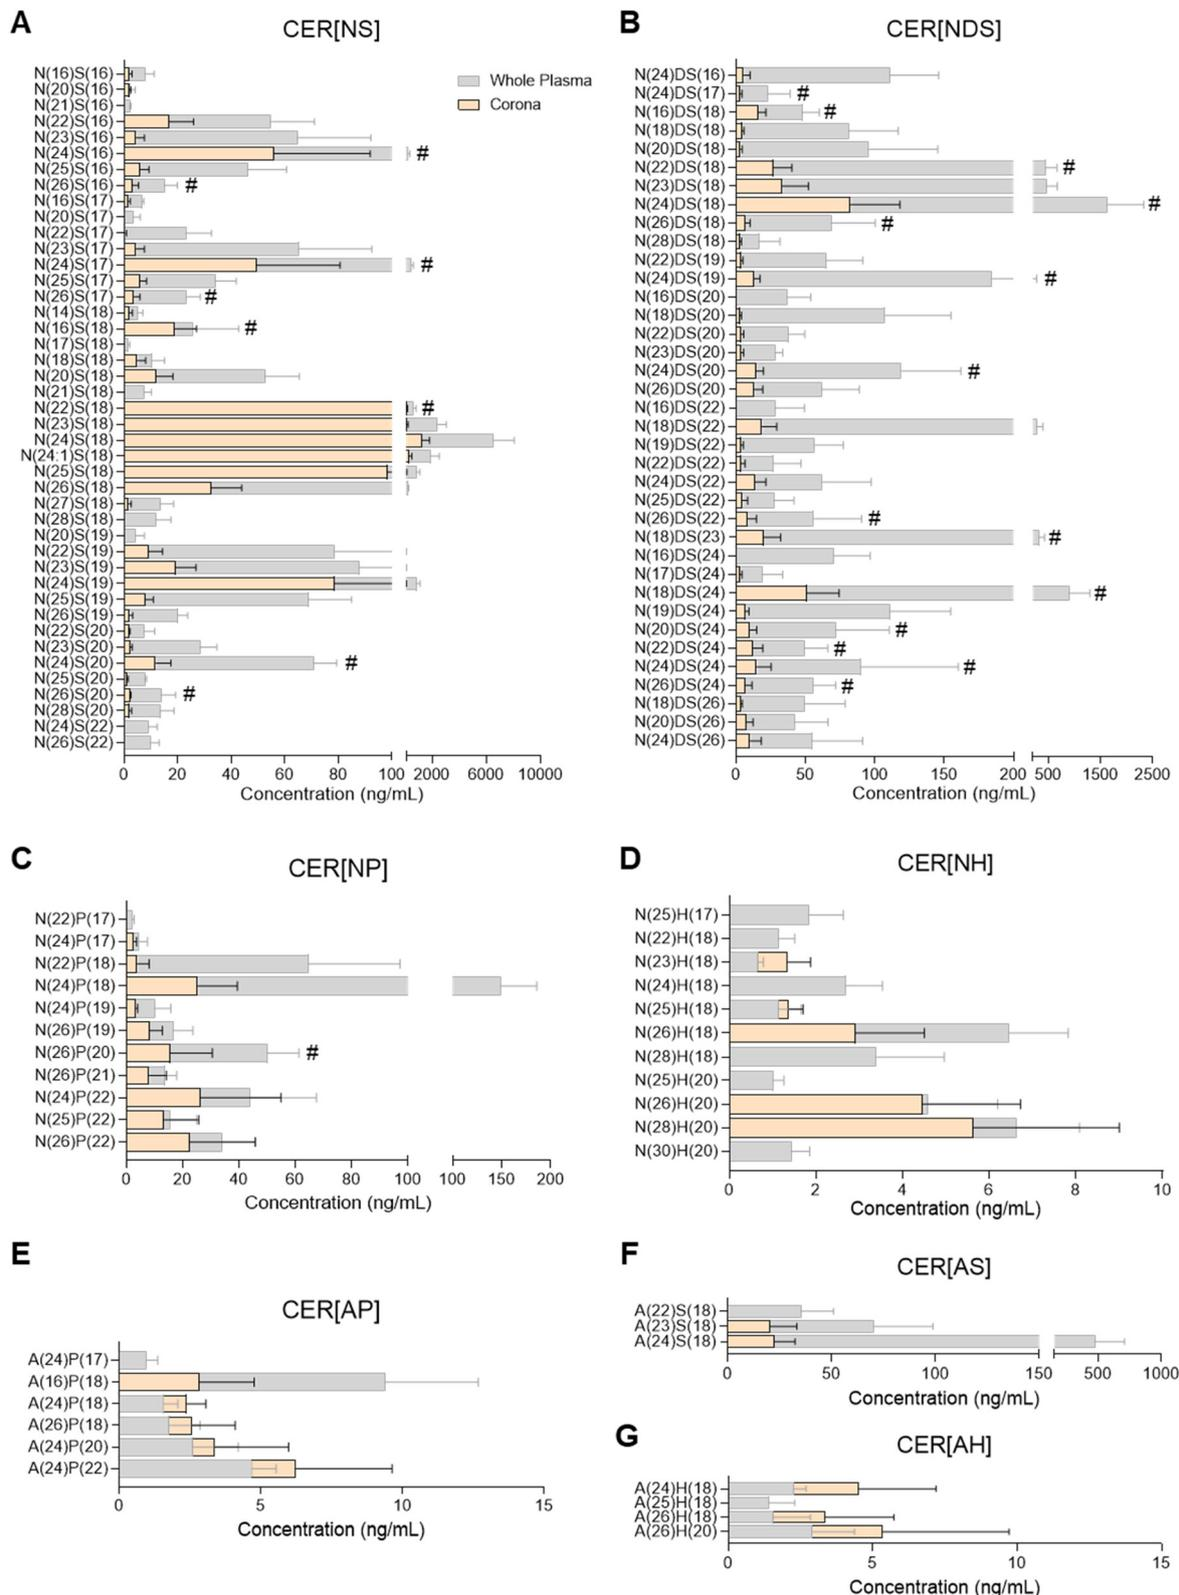 A
CER[NS]
Whole Plasma
Corona
N(16)S(16)
N(20)S(16)
N(21)S(16)
N(22)S(16)
N(23)S(16)
N(24)S(16) #
N(25)S(16)
N(26)S(16) #
N(16)S(17)
N(20)S(17)
N(22)S(17)
N(23)S(17)
N(24)S(17) #
N(25)S(17)
N(26)S(17) #
N(14)S(18)
N(16)S(18) #
N(17)S(18)
N(18)S(18)
N(20)S(18)
N(21)S(18)
N(22)S(18) #
N(23)S(18)
N(24)S(18)
N(24:1)S(18)
N(25)S(18)
N(26)S(18)
N(27)S(18)
N(28)S(18)
N(20)S(19)
N(22)S(19)
N(23)S(19)
N(24)S(19)
N(25)S(19)
N(26)S(19)
N(22)S(20)
N(23)S(20)
N(24)S(20) #
N(25)S(20)
N(26)S(20) #
N(28)S(20)
N(24)S(22)
N(26)S(22)
0 20 40 60 80 100 2000 6000 10000
Concentration (ng/mL)
B
CER[NDS]
N(24)DS(16)
N(24)DS(17) #
N(16)DS(18) #
N(18)DS(18)
N(20)DS(18)
N(22)DS(18) #
N(23)DS(18)
N(24)DS(18) #
N(26)DS(18) #
N(28)DS(18)
N(22)DS(19)
N(24)DS(19) #
N(16)DS(20)
N(18)DS(20)
N(22)DS(20)
N(23)DS(20)
N(24)DS(20) #
N(26)DS(20)
N(16)DS(22)
N(18)DS(22)
N(19)DS(22)
N(22)DS(22)
N(24)DS(22)
N(25)DS(22)
N(26)DS(22) #
N(18)DS(23) #
N(16)DS(24)
N(17)DS(24)
N(18)DS(24) #
N(19)DS(24)
N(20)DS(24) #
N(22)DS(24) #
N(24)DS(24) #
N(26)DS(24) #
N(18)DS(26)
N(20)DS(26)
N(24)DS(26)
0 50 100 150 200 500 1500 2500
Concentration (ng/mL)
C
CER[NP]
N(22)P(17)
N(24)P(17)
N(22)P(18)
N(24)P(18)
N(24)P(19)
N(26)P(19)
N(26)P(20) #
N(26)P(21)
N(24)P(22)
N(25)P(22)
N(26)P(22)
0 20 40 60 80 100 100 150 200
Concentration (ng/mL)
D
CER[NH]
N(25)H(17)
N(22)H(18)
N(23)H(18)
N(24)H(18)
N(25)H(18)
N(26)H(18)
N(28)H(18)
N(25)H(20)
N(26)H(20)
N(28)H(20)
N(30)H(20)
0 2 4 6 8 10
Concentration (ng/mL)
E
CER[AP]
A(24)P(17)
A(16)P(18)
A(24)P(18)
A(26)P(18)
A(24)P(20)
A(24)P(22)
0 5 10 15
Concentration (ng/mL)
F
CER[AS]
A(22)S(18)
A(23)S(18)
A(24)S(18)
0 50 100 150 500 1000
Concentration (ng/mL)
G
CER[AH]
A(24)H(18)
A(25)H(18)
A(26)H(18)
A(26)H(20)
0 5 10 15
Concentration (ng/mL)